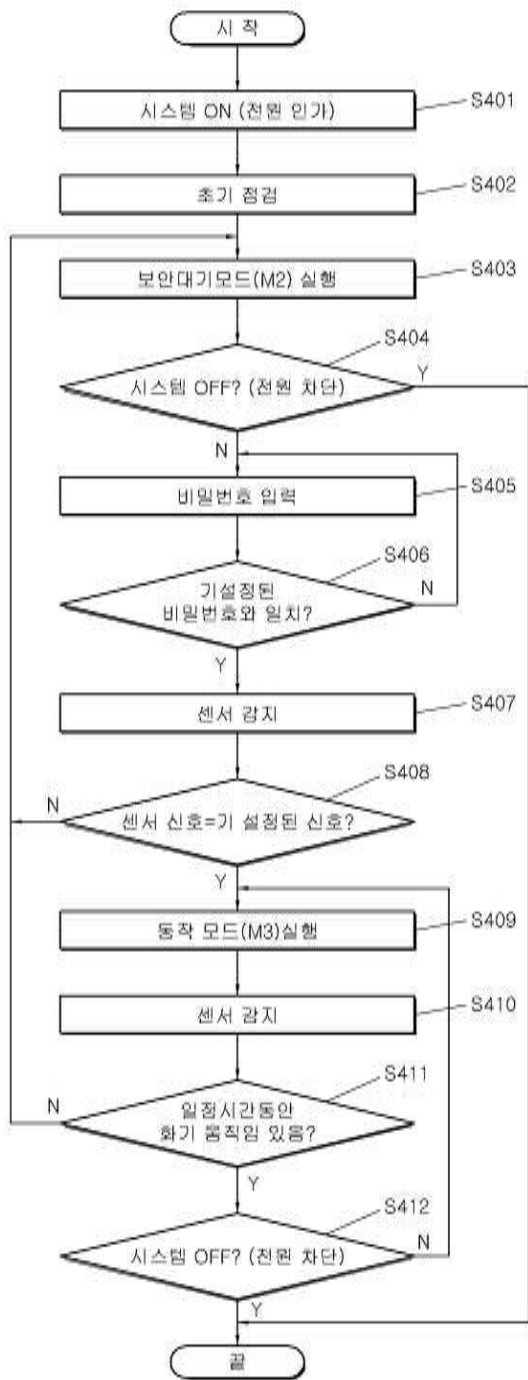 시 작
시스템 ON (전원 인가)
S401
초기 점검
S402
보안대기모드(M2) 실행
S403
S404
시스템 OFF? (전원 차단)
Y
N
비밀번호 입력
S405
S406
기설정된
비밀번호와 일치?
N
Y
센서 감지
S407
S408
N
센서 신호=기 설정된 신호?
Y
동작 모드(M3)실행
S409
센서 감지
S410
S411
N
일정시간동안
화기 움직임 있음?
Y
S412
시스템 OFF? (전원 차단)
N
Y
끝